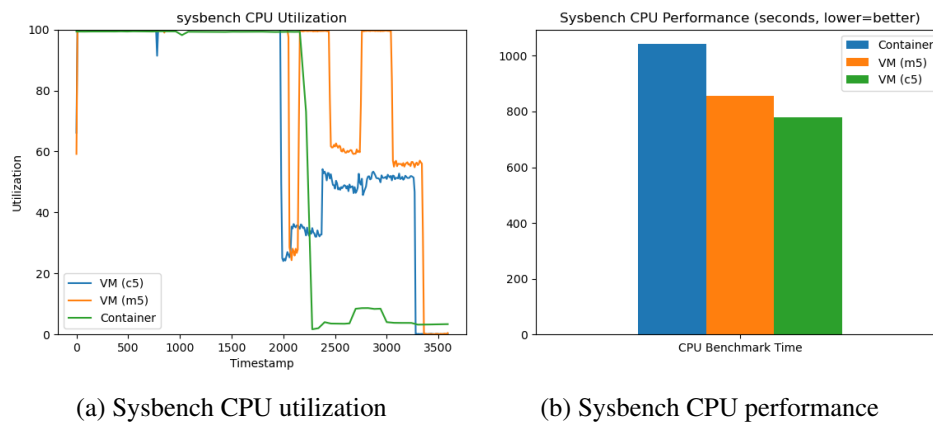 sysbench CPU Utilization
100
80
60
40
20
0
Utilization
VM (c5)
VM (m5)
Container
0 500 1000 1500 2000 2500 3000 3500
Timestamp
(a) Sysbench CPU utilization
Sysbench CPU Performance (seconds, lower=better)
1000
800
600
400
200
0
Container
VM (m5)
VM (c5)
CPU Benchmark Time
(b) Sysbench CPU performance